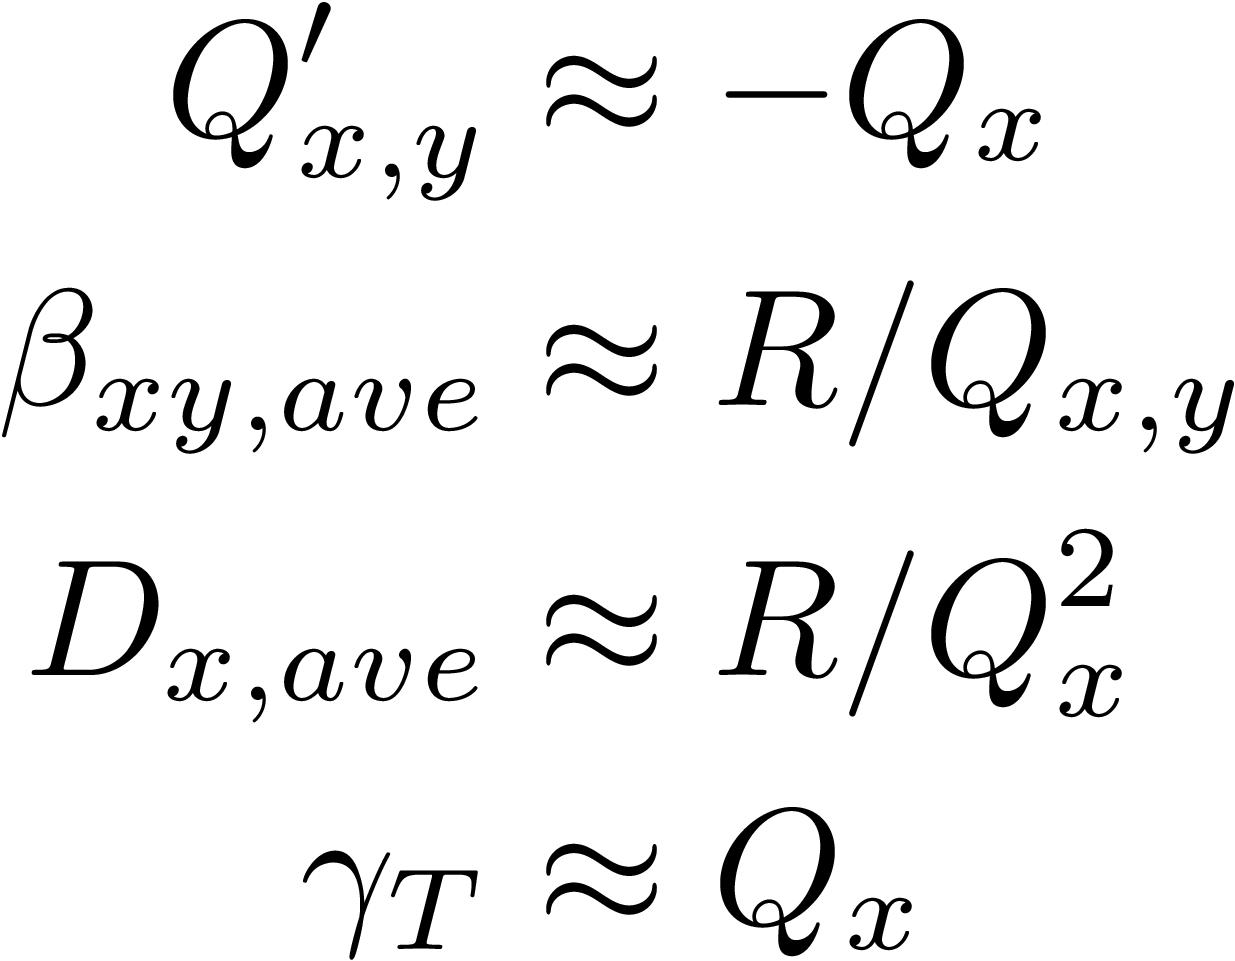 Q′_{x,y} ≈ −Q_x
β_{xy,ave} ≈ R/Q_{x,y}
D_{x,ave} ≈ R/Q_x^2
γ_T ≈ Q_x